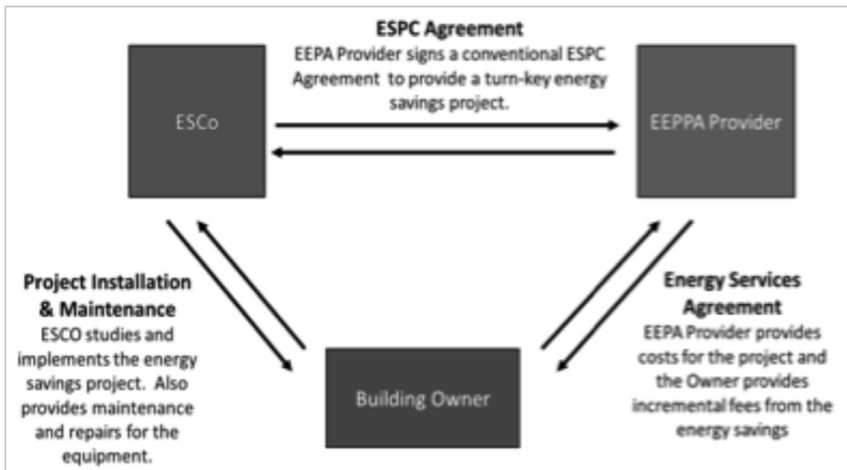 ESPC Agreement
EEPA Provider signs a conventional ESPC
Agreement to provide a turn-key energy
savings project.
ESCo
EEPPA Provider
Project Installation
& Maintenance
ESCO studies and
implements the energy
savings project. Also
provides maintenance
and repairs for the
equipment.
Energy Services
Agreement
EEPA Provider provides
costs for the project and
the Owner provides
incremental fees from the
energy savings
Building Owner